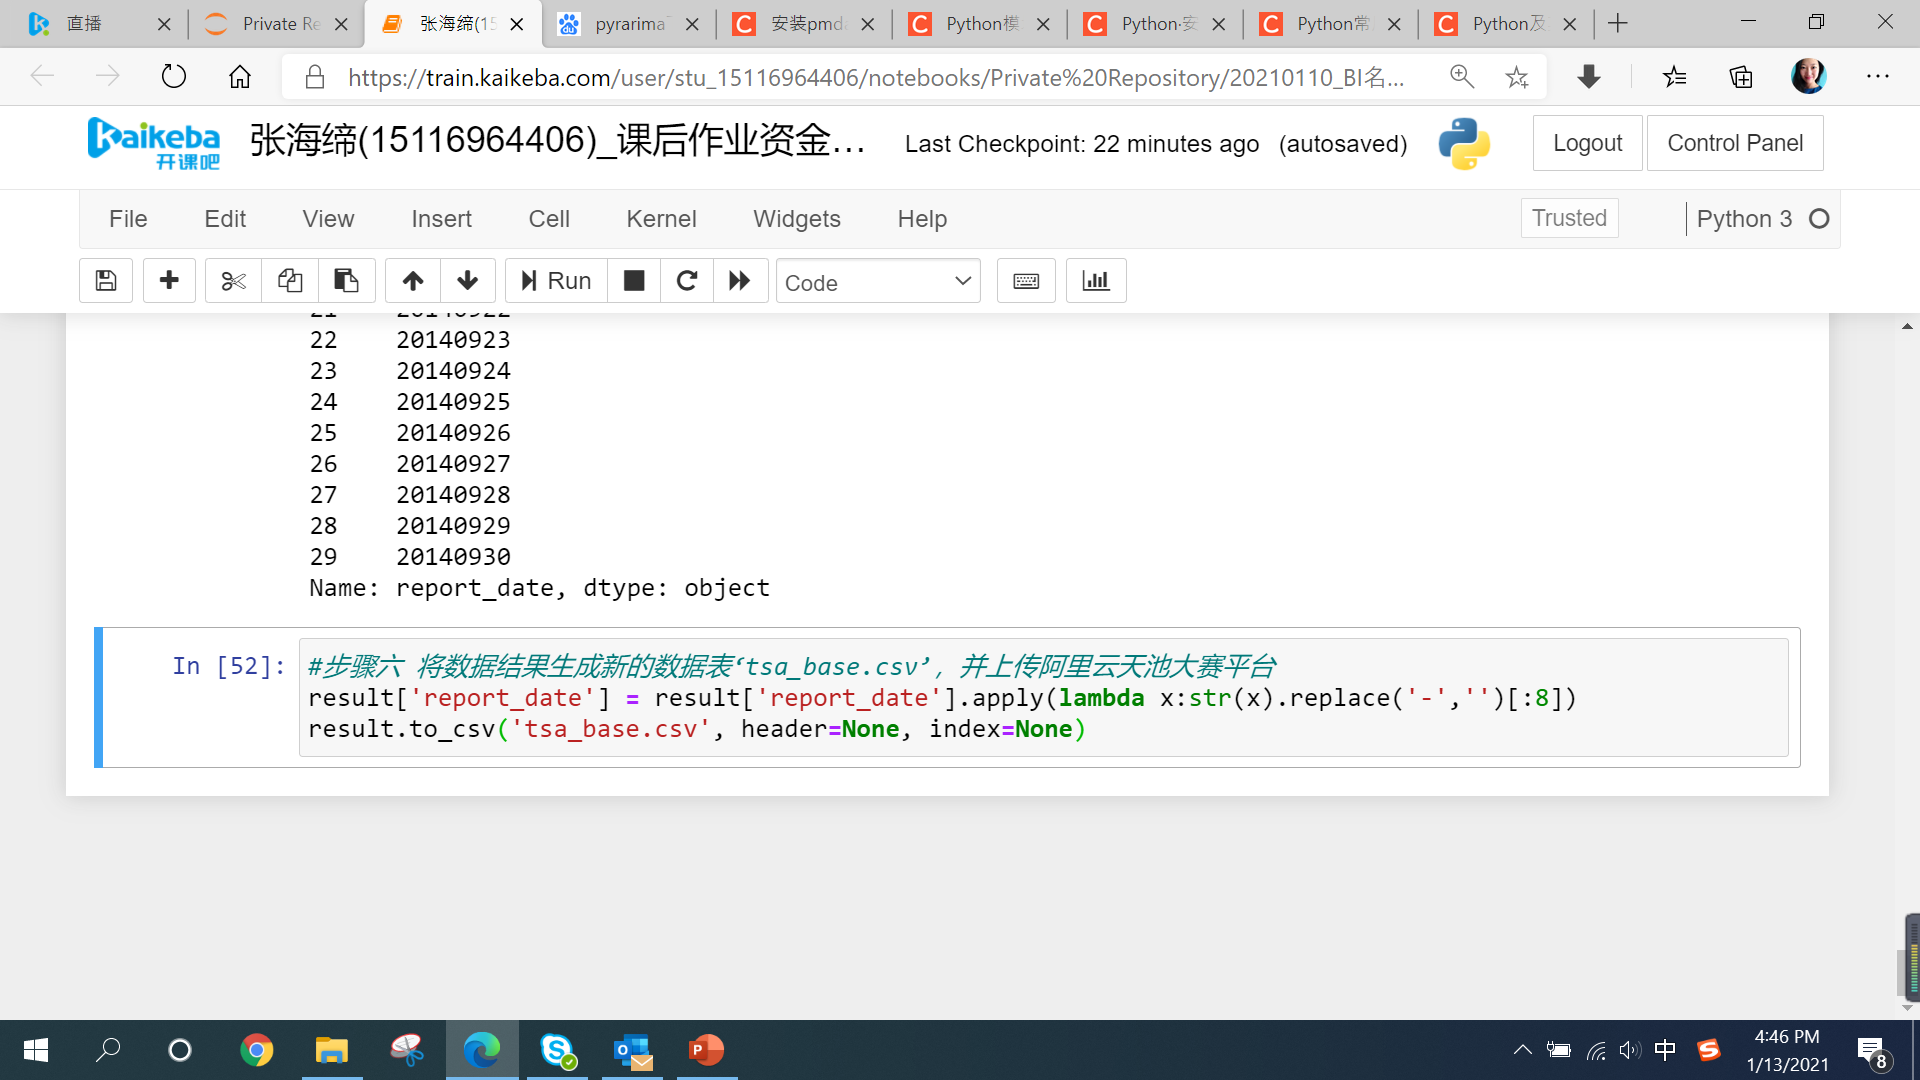 直播
Private Re
张海缔(15
pyrarima
安装pmd
Python模
Python·安
Python常
Python及
https://train.kaikeba.com/user/stu_15116964406/notebooks/Private%20Repository/20210110_BI名...
Kaikeba
开课吧
张海缔(15116964406)_课后作业资金...
Last Checkpoint: 22 minutes ago (autosaved)
Logout
Control Panel
File Edit View Insert Cell Kernel Widgets Help
Trusted
Python 3
Run
Code
21 20140922
22 20140923
23 20140924
24 20140925
25 20140926
26 20140927
27 20140928
28 20140929
29 20140930
Name: report_date, dtype: object
In [52]:
#步骤六 将数据结果生成新的数据表‘tsa_base.csv’，并上传阿里云天池大赛平台
result['report_date'] = result['report_date'].apply(lambda x:str(x).replace('-','')[:8])
result.to_csv('tsa_base.csv', header=None, index=None)
中
4:46 PM
1/13/2021
8